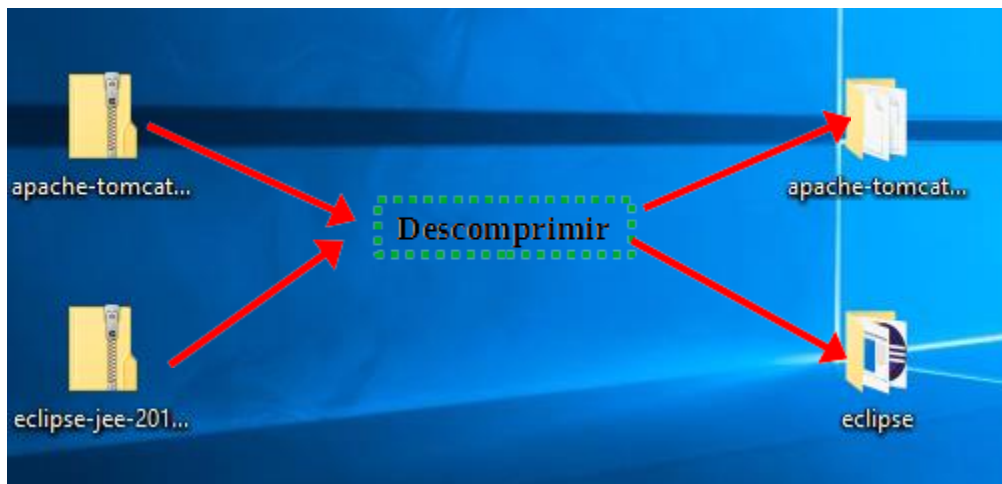 apache-tomcat...
apache-tomcat...
Descomprimir
eclipse-jee-201...
eclipse